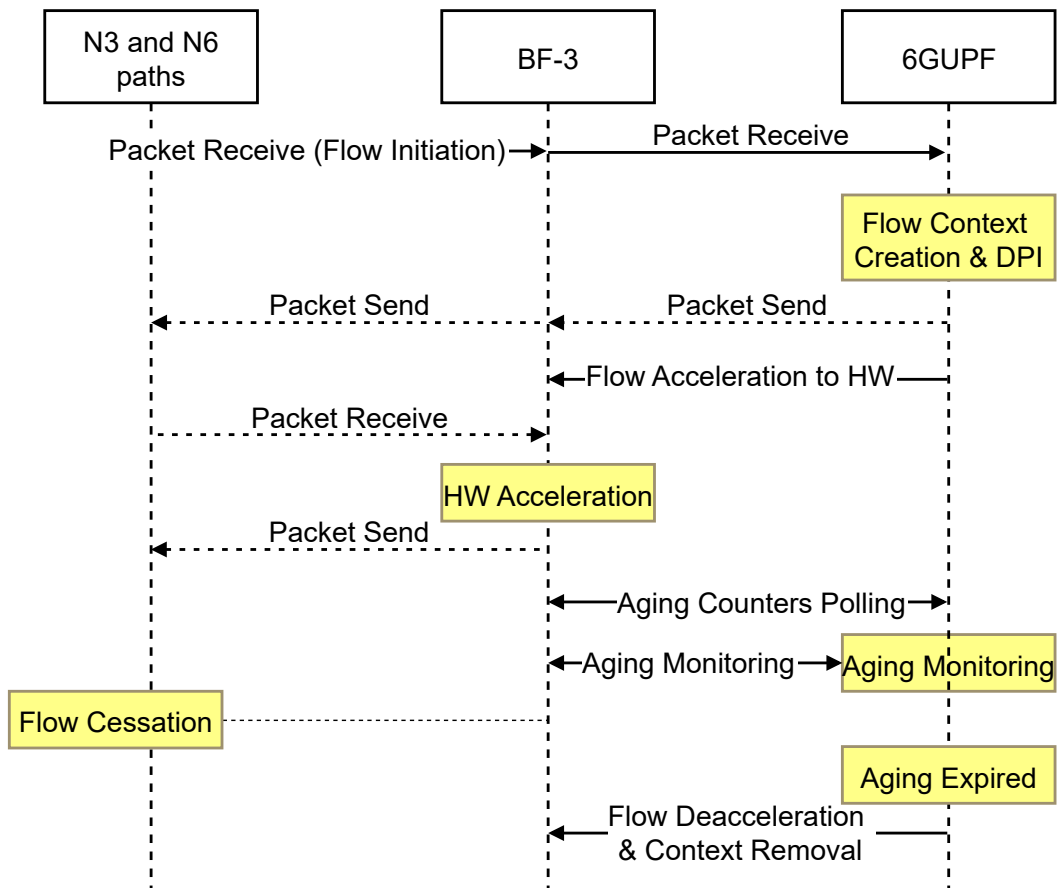 N3 and N6
paths
BF-3
6GUPF
Packet Receive (Flow Initiation)
Packet Receive
Flow Context
Creation & DPI
Packet Send
Packet Send
Flow Acceleration to HW
Packet Receive
HW Acceleration
Packet Send
Aging Counters Polling
Aging Monitoring
Aging Monitoring
Flow Cessation
Aging Expired
Flow Deacceleration
& Context Removal